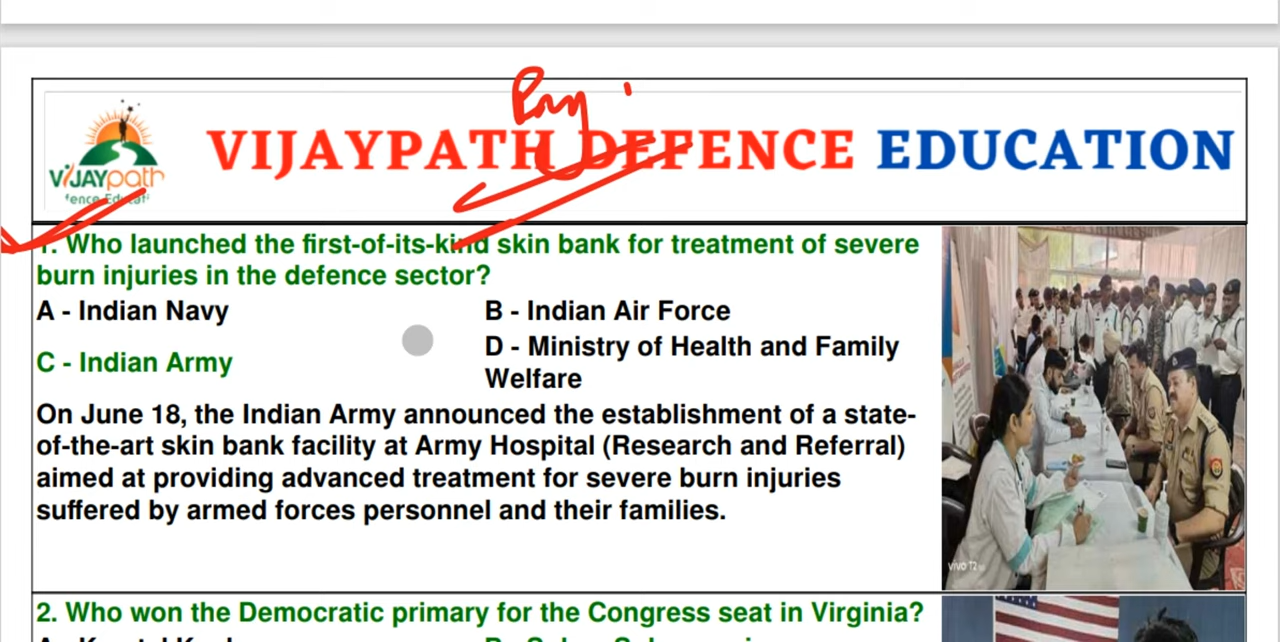 VIJAYPATH DEFENCE EDUCATION
ViJAYpath
1. Who launched the first-of-its-kind skin bank for treatment of severe
burn injuries in the defence sector?
A - Indian Navy
B - Indian Air Force
C - Indian Army
D - Ministry of Health and Family
Welfare
On June 18, the Indian Army announced the establishment of a state-
of-the-art skin bank facility at Army Hospital (Research and Referral)
aimed at providing advanced treatment for severe burn injuries
suffered by armed forces personnel and their families.
VIVO T2
2. Who won the Democratic primary for the Congress seat in Virginia?